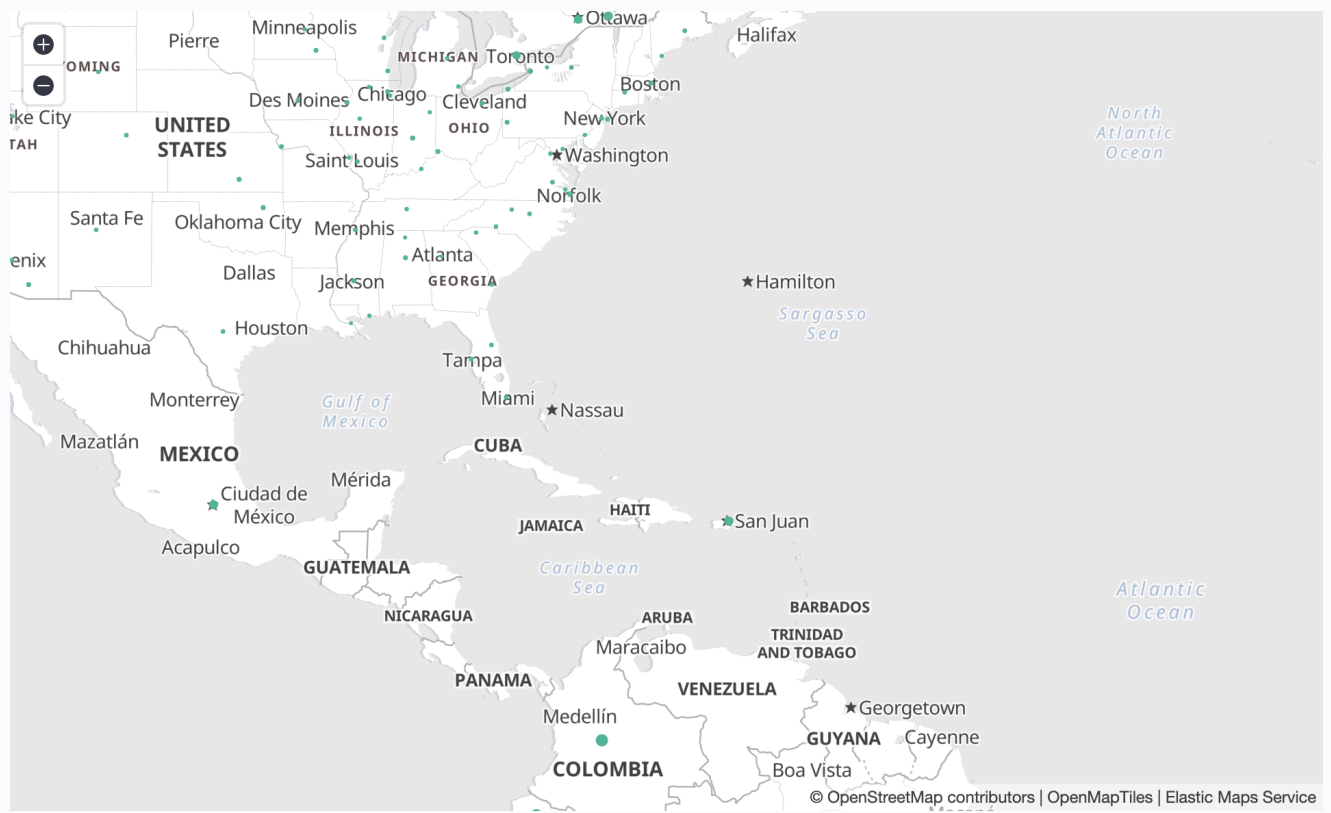 Ottawa
Minneapolis
Halifax
Pierre
MICHIGAN
Toronto
OMING
Boston
Des Moines
Chicago
Cleveland
North
Atlantic
Ocean
ke City
New York
UNITED
STATES
ILLINOIS
OHIO
TAH
Saint Louis
Washington
Norfolk
Santa Fe
Oklahoma City
Memphis
enix
Atlanta
Dallas
Jackson
GEORGIA
Hamilton
Sargasso
Sea
Houston
Chihuahua
Tampa
Monterrey
Gulf of
Mexico
Miami
Nassau
Mazatlán
MEXICO
CUBA
Mérida
Ciudad de
México
HAITI
JAMAICA
San Juan
Acapulco
GUATEMALA
Caribbean
Sea
Atlantic
Ocean
NICARAGUA
ARUBA
BARBADOS
TRINIDAD
AND TOBAGO
Maracaibo
PANAMA
VENEZUELA
Medellín
Georgetown
GUYANA
Cayenne
COLOMBIA
Boa Vista
© OpenStreetMap contributors | OpenMapTiles | Elastic Maps Service